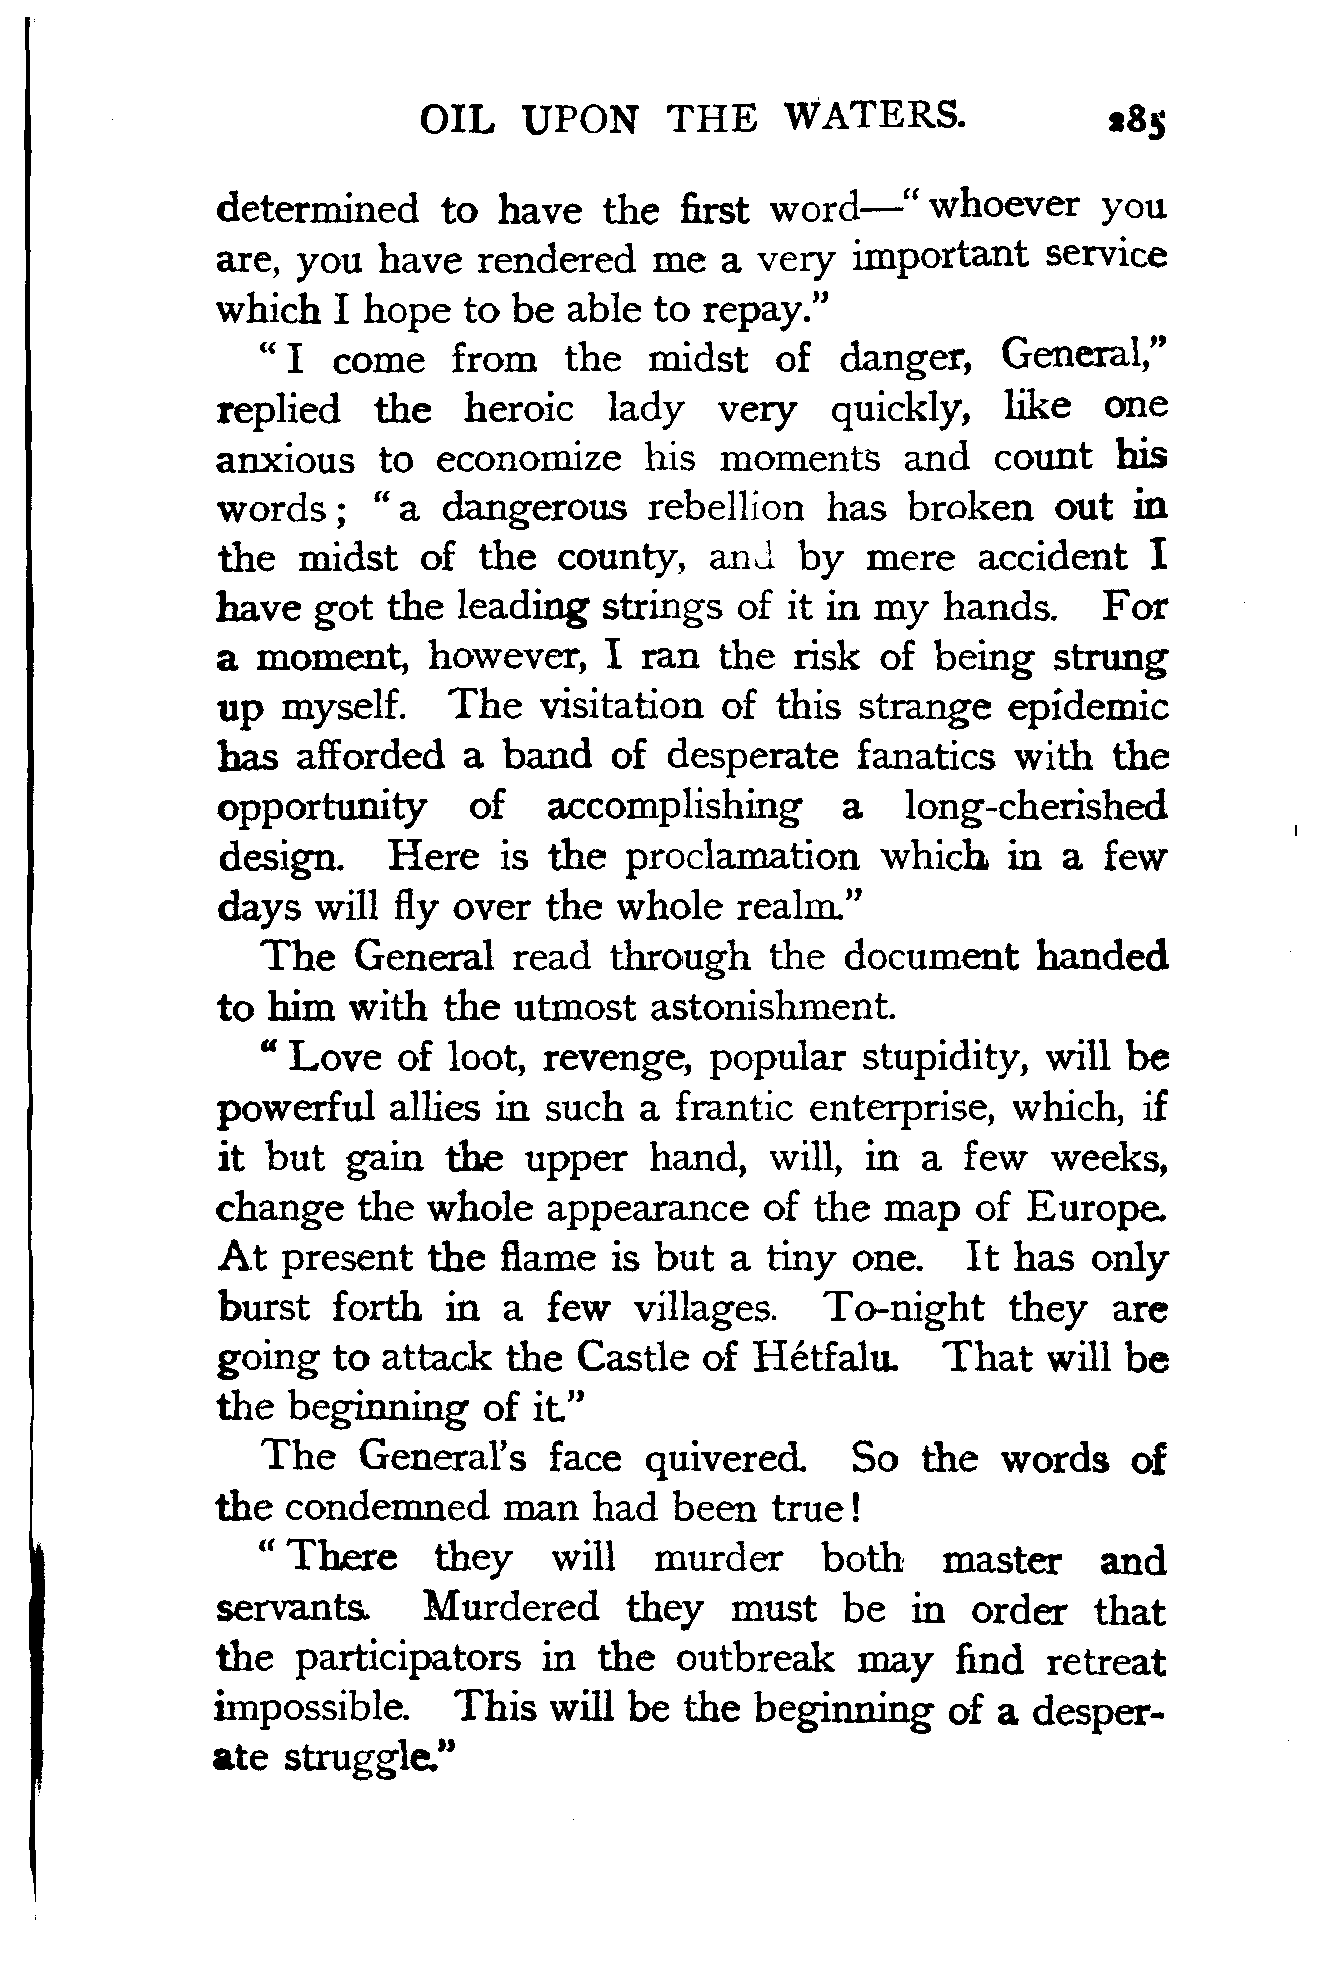 OIL UPON THE WATERS. 285
determined to have the first word—“whoever you
are, you have rendered me a very important service
which I hope to be able to repay.”
“I come from the midst of danger, General,”
replied the heroic lady very quickly, like one
anxious to economize his moments and count his
words; “a dangerous rebellion has broken out in
the midst of the county, and by mere accident I
have got the leading strings of it in my hands. For
a moment, however, I ran the risk of being strung
up myself. The visitation of this strange epidemic
has afforded a band of desperate fanatics with the
opportunity of accomplishing a long-cherished
design. Here is the proclamation which in a few
days will fly over the whole realm.”
The General read through the document handed
to him with the utmost astonishment.
“Love of loot, revenge, popular stupidity, will be
powerful allies in such a frantic enterprise, which, if
it but gain the upper hand, will, in a few weeks,
change the whole appearance of the map of Europe.
At present the flame is but a tiny one. It has only
burst forth in a few villages. To-night they are
going to attack the Castle of Hétfalu. That will be
the beginning of it.”
The General’s face quivered. So the words of
the condemned man had been true!
“There they will murder both master and
servants. Murdered they must be in order that
the participators in the outbreak may find retreat
impossible. This will be the beginning of a desper-
ate struggle.”